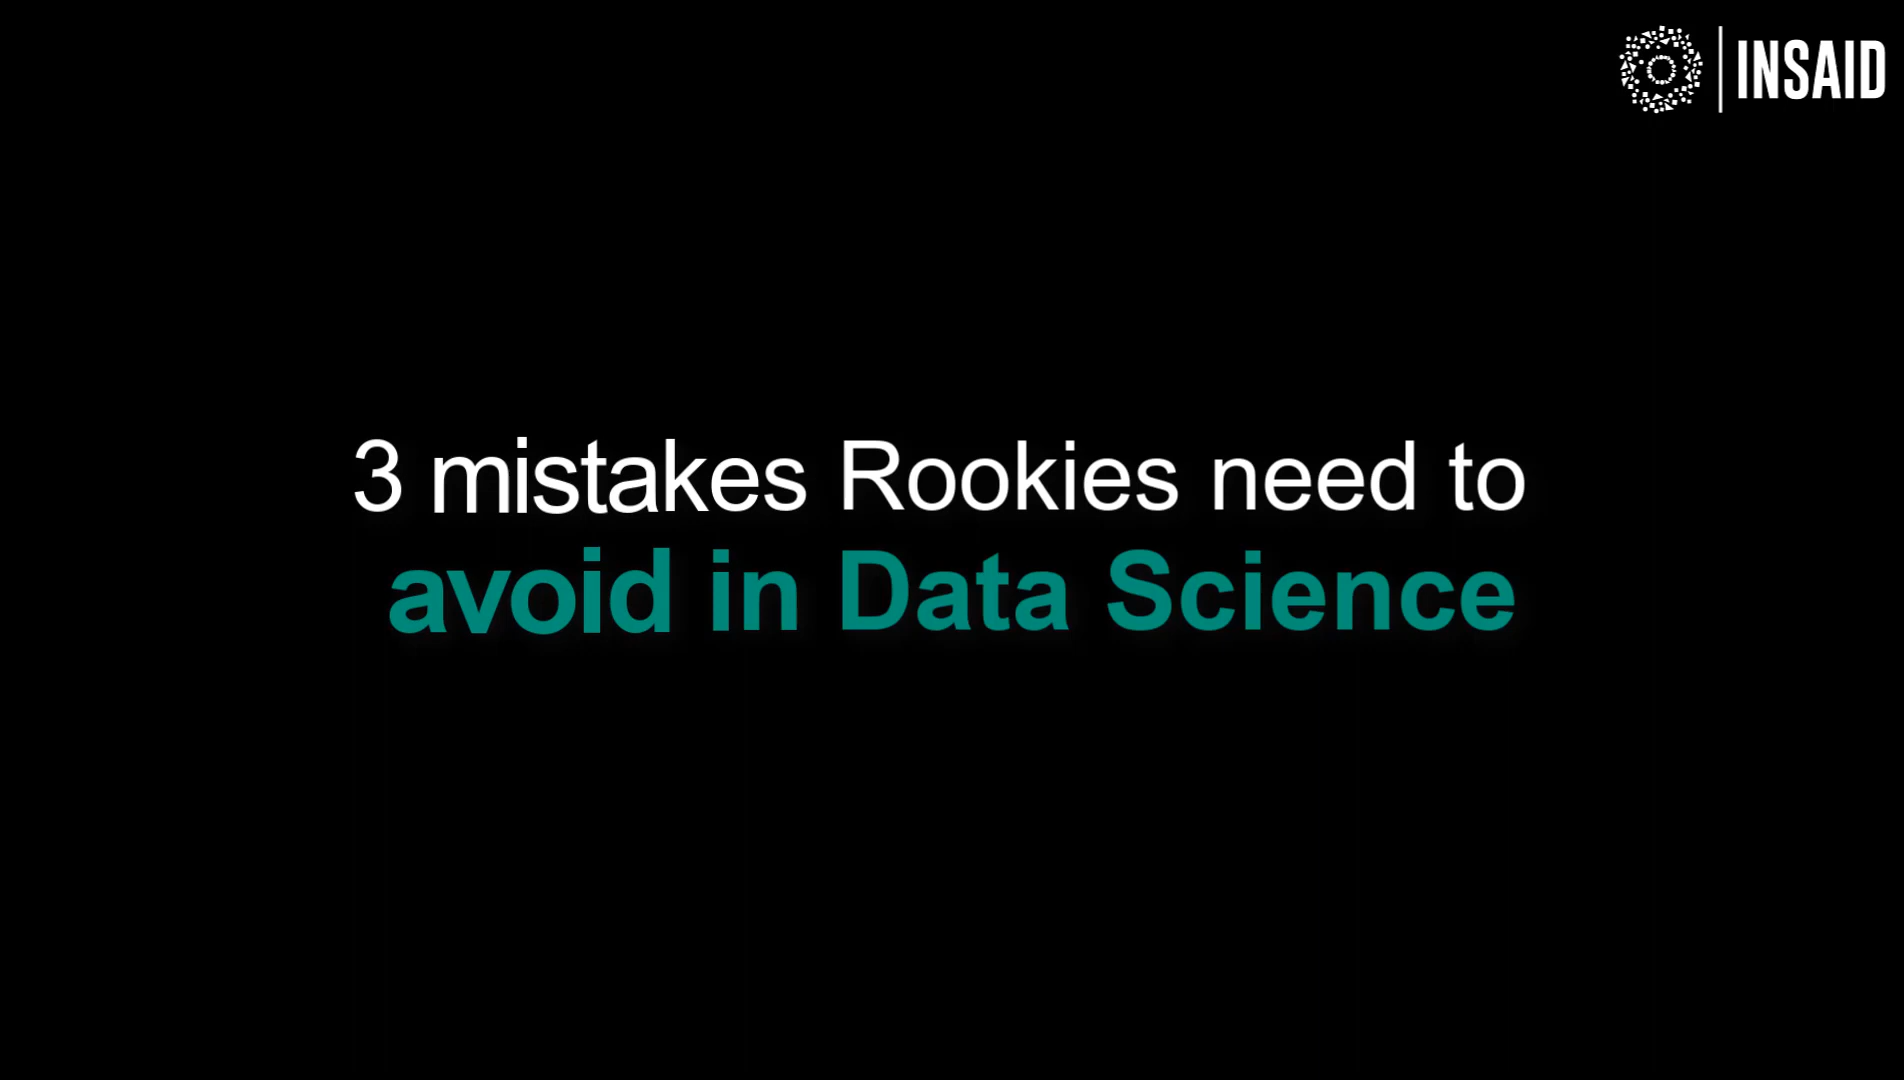 INSAID
3 mistakes Rookies need to
avoid in Data Science